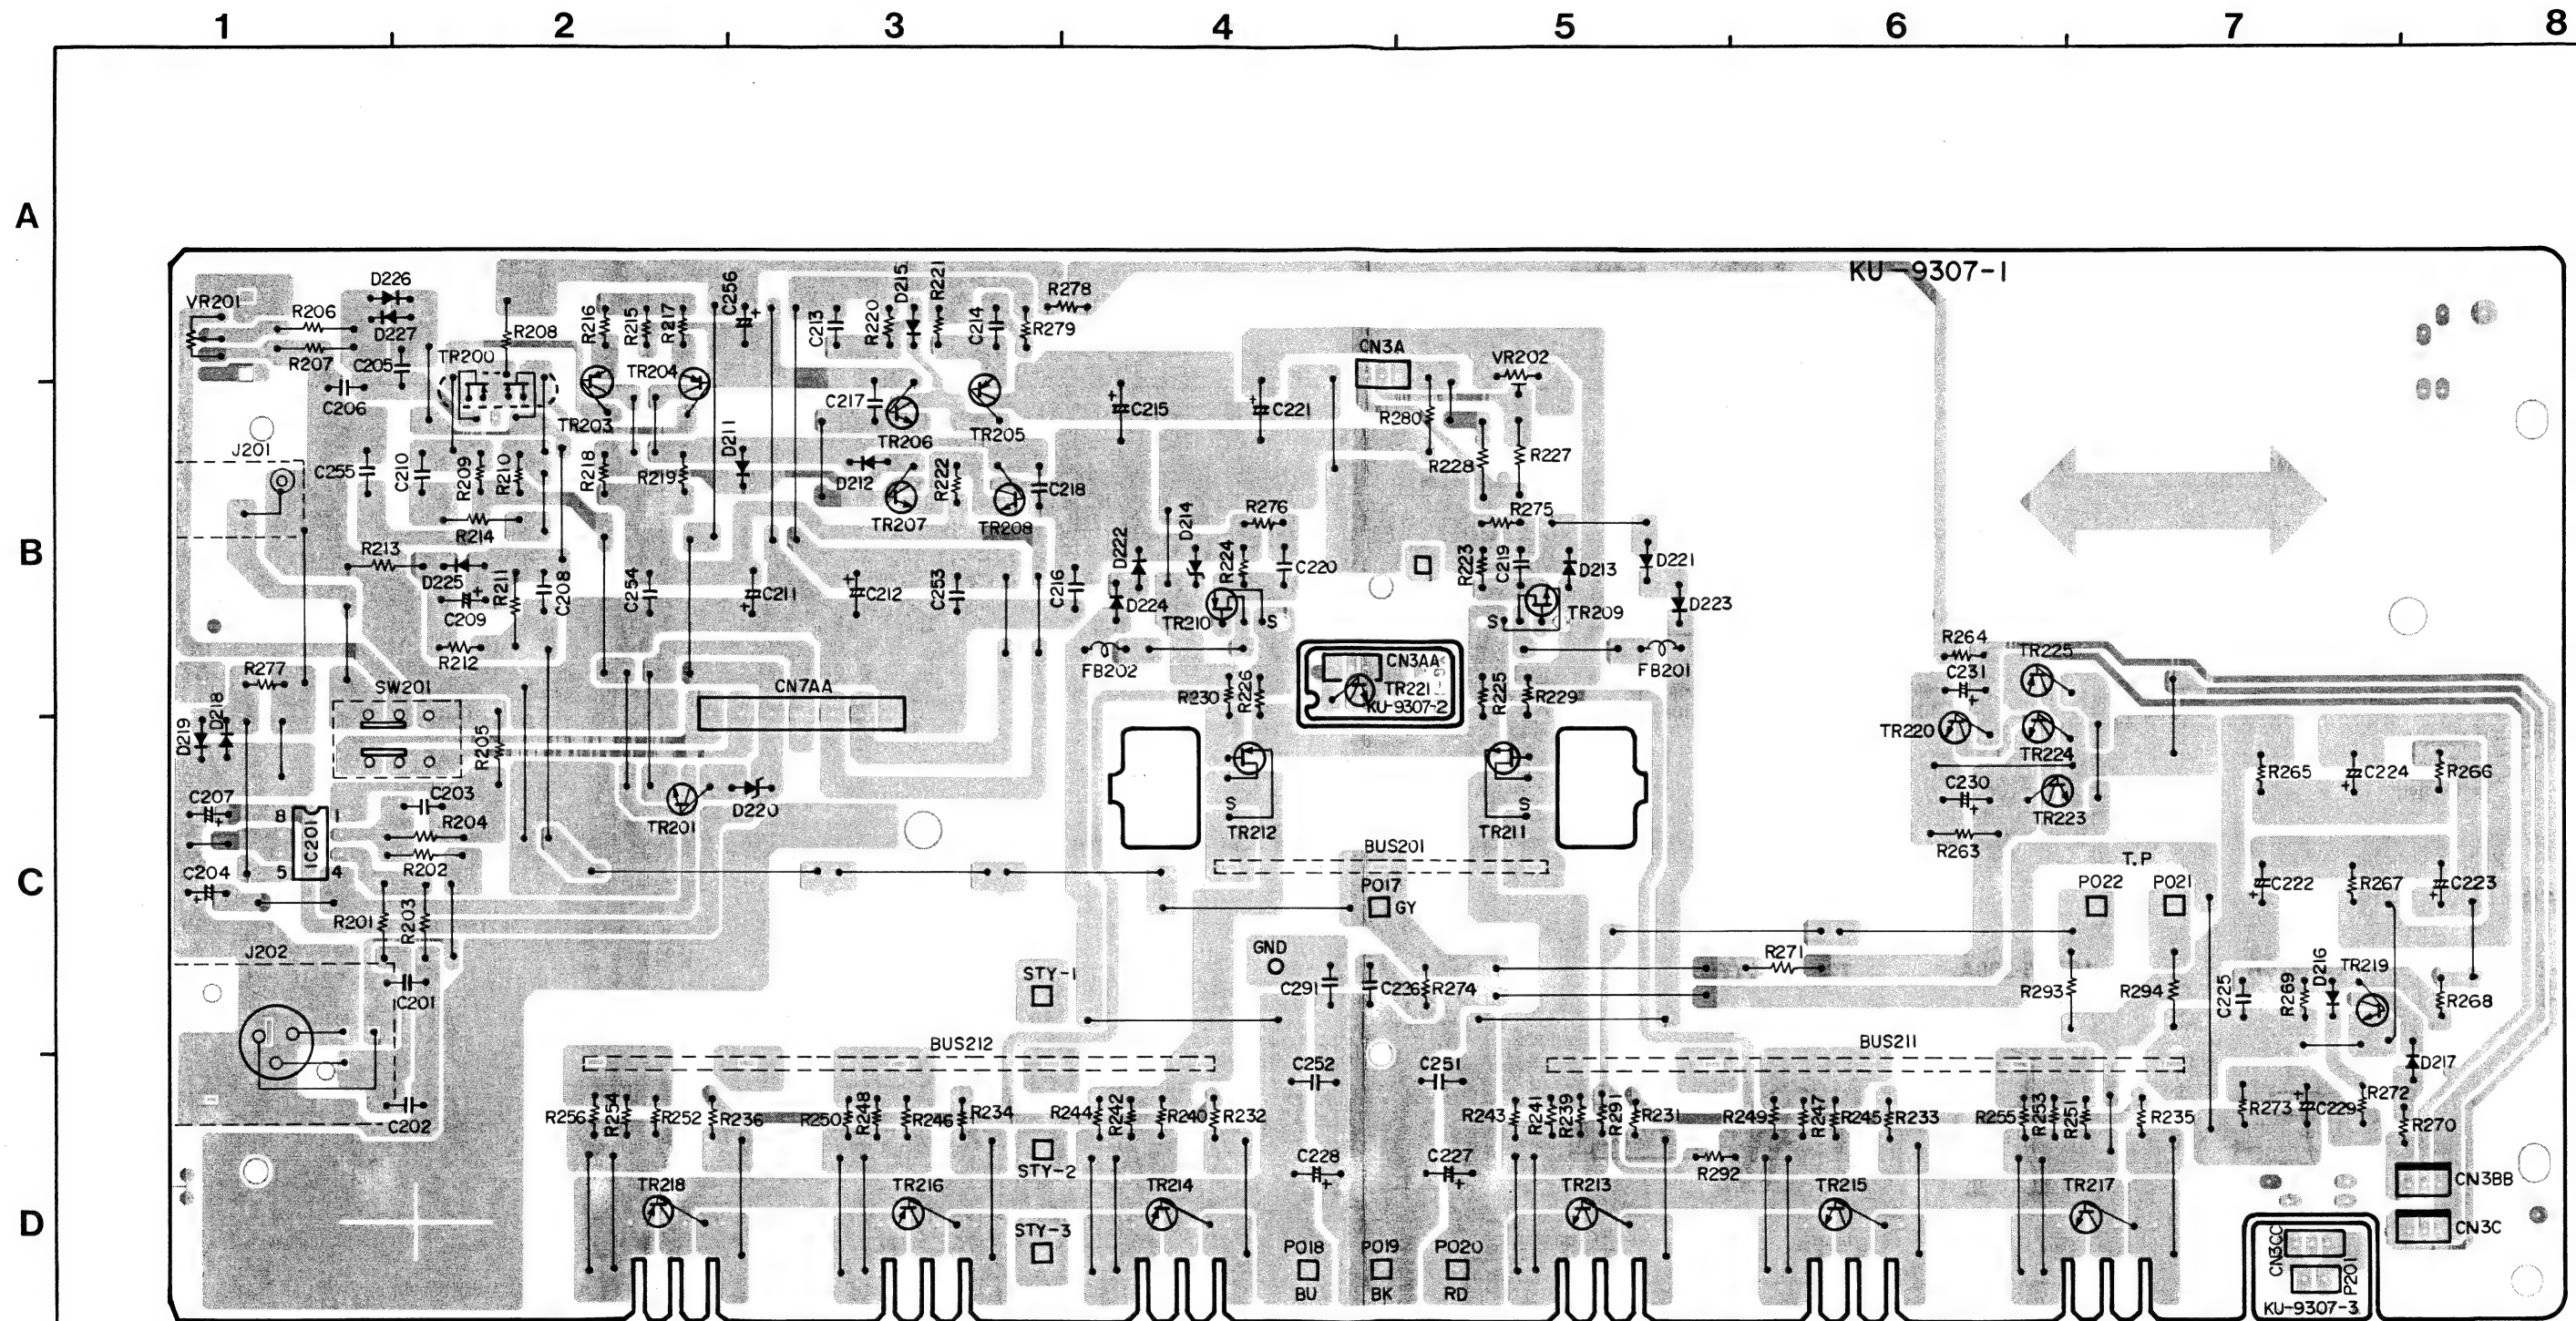 1 2 3 4 5 6 7 8
A
KU-9307-1
D226 C256 D215 R221 R278
VR201 R206 R216 R215 R217 C213 R220 C214 R279
D227 R208
R207 C205 TR200 TR204 CN3A VR202
C206 C217 C215 C221 R280
TR203 TR206 TR205
J201 D211 R228 R227
C255 C210 R209 R210 R218 R219 D212 R222 C218
TR207 TR208 R276 R275
R214 D214
B
R213 D222 R224 C220 R223 C219 D213 D221
D225 R211 C208 C254 C211 C212 C253 C216
C209 D224 TR210 S S TR209 D223
R212 FB202 FB201 R264 TR225
R277 CN3AA C231
SW201 CN7AA R230 R226 TR221 R225 R229
KU-9307-2
D219 D218 R205 TR220 TR224
R265 C224 R266
C207 C203 D220 C230
8 1 R204 TR201 S S TR223
IC201 TR212 TR211 R263
5 4 R202 BUS201 T.P
C
C204 PO17 PO22 PO21 C222 R267 C223
R201 R203 GY
J202 GND R271 D216 TR219
STY-1 C291 C226 R274 R293 R294 C225 R269 R268
C201
BUS212 BUS211
C252 C251 D217
C202 R256 R254 R252 R236 R250 R248 R246 R234 R244 R242 R240 R232 R243 R241 R239 R291 R231 R249 R247 R245 R233 R255 R253 R251 R235 R273 C229 R272 R270
STY-2 C228 C227 R292
TR218 TR216 TR214 TR213 TR215 TR217 CN3BB
D
STY-3 CN3C
PO18 PO19 PO20 CN3CC P201
BU BK RD
KU-9307-3